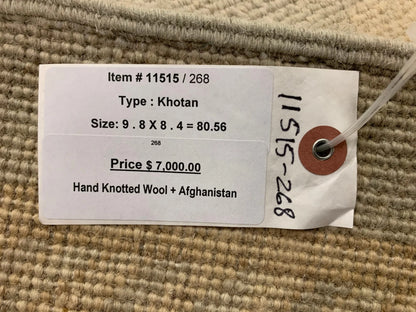 Item # 11515 / 268
Type : Khotan
Size: 9 . 8 X 8 . 4 = 80.56
268
Price $ 7,000.00
Hand Knotted Wool + Afghanistan
11515-268